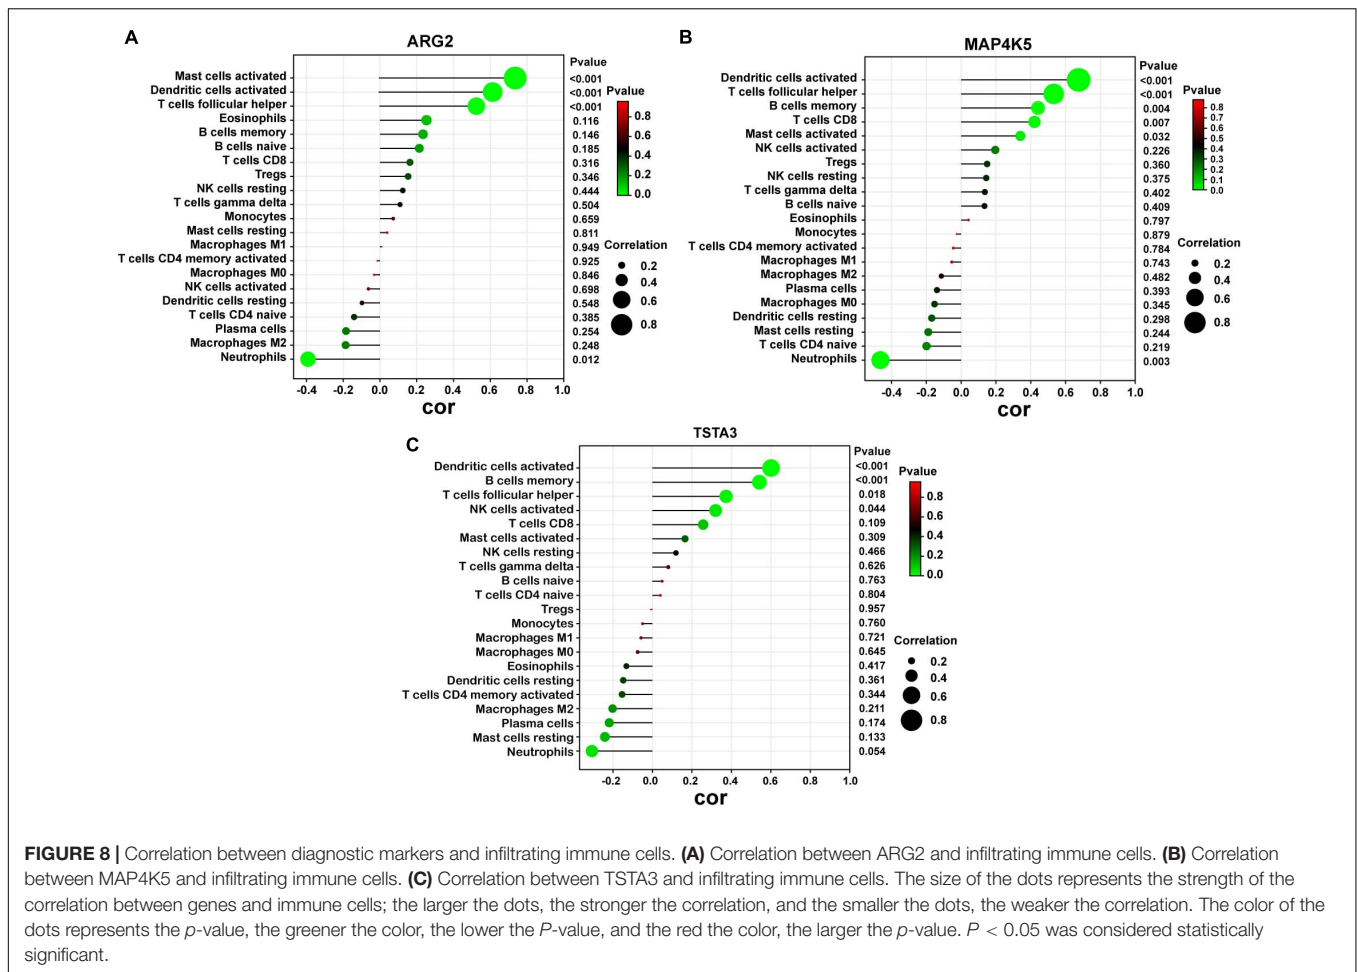 A
ARG2
Pvalue
Mast cells activated <0.001
Dendritic cells activated <0.001
T cells follicular helper <0.001
Eosinophils 0.116
B cells memory 0.146
B cells naive 0.185
T cells CD8 0.316
Tregs 0.346
NK cells resting 0.444
T cells gamma delta 0.504
Monocytes 0.659
Mast cells resting 0.811
Macrophages M1 0.949
T cells CD4 memory activated 0.925
Macrophages M0 0.846
NK cells activated 0.698
Dendritic cells resting 0.548
T cells CD4 naive 0.385
Plasma cells 0.254
Macrophages M2 0.248
Neutrophils 0.012
-0.4 -0.2 0.0 0.2 0.4 0.6 0.8 1.0
cor
Pvalue
0.8
0.6
0.4
0.2
0.0
Correlation
0.2
0.4
0.6
0.8
B
MAP4K5
Pvalue
Dendritic cells activated <0.001
T cells follicular helper <0.001
B cells memory 0.004
T cells CD8 0.007
Mast cells activated 0.032
NK cells activated 0.226
Tregs 0.360
NK cells resting 0.375
T cells gamma delta 0.402
B cells naive 0.409
Eosinophils 0.797
Monocytes 0.879
T cells CD4 memory activated 0.784
Macrophages M1 0.743
Macrophages M2 0.482
Plasma cells 0.393
Macrophages M0 0.345
Dendritic cells resting 0.298
Mast cells resting 0.244
T cells CD4 naive 0.219
Neutrophils 0.003
-0.4 -0.2 0.0 0.2 0.4 0.6 0.8 1.0
cor
Pvalue
0.8
0.7
0.6
0.5
0.4
0.3
0.2
0.1
0.0
Correlation
0.2
0.4
0.6
0.8
C
TSTA3
Pvalue
Dendritic cells activated <0.001
B cells memory <0.001
T cells follicular helper 0.018
NK cells activated 0.044
T cells CD8 0.109
Mast cells activated 0.309
NK cells resting 0.466
T cells gamma delta 0.626
B cells naive 0.763
T cells CD4 naive 0.804
Tregs 0.957
Monocytes 0.760
Macrophages M1 0.721
Macrophages M0 0.645
Eosinophils 0.417
Dendritic cells resting 0.361
T cells CD4 memory activated 0.344
Macrophages M2 0.211
Plasma cells 0.174
Mast cells resting 0.133
Neutrophils 0.054
-0.2 0.0 0.2 0.4 0.6 0.8 1.0
cor
Pvalue
0.8
0.6
0.4
0.2
0.0
Correlation
0.2
0.4
0.6
0.8
FIGURE 8 | Correlation between diagnostic markers and infiltrating immune cells. (A) Correlation between ARG2 and infiltrating immune cells. (B) Correlation
between MAP4K5 and infiltrating immune cells. (C) Correlation between TSTA3 and infiltrating immune cells. The size of the dots represents the strength of the
correlation between genes and immune cells; the larger the dots, the stronger the correlation, and the smaller the dots, the weaker the correlation. The color of the
dots represents the p-value, the greener the color, the lower the P-value, and the red the color, the larger the p-value. P < 0.05 was considered statistically
significant.